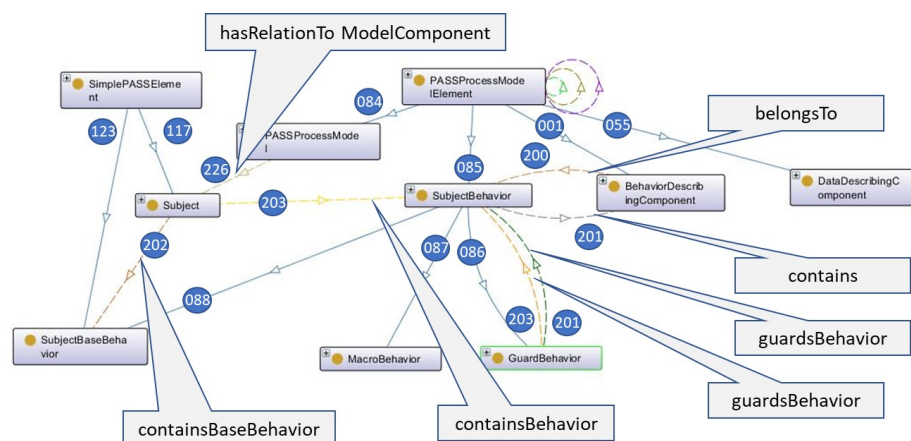 hasRelationTo ModelComponent
SimplePASSEleme
nt
PASSProcessMode
lElement
084
123
117
PASSProcessMode
l
001
055
belongsTo
226
085
200
Subject
203
SubjectBehavior
BehaviorDescrib
ingComponent
DataDescribingC
omponent
202
087
086
201
contains
088
203
201
guardsBehavior
SubjectBaseBeha
vior
MacroBehavior
GuardBehavior
guardsBehavior
containsBaseBehavior
containsBehavior